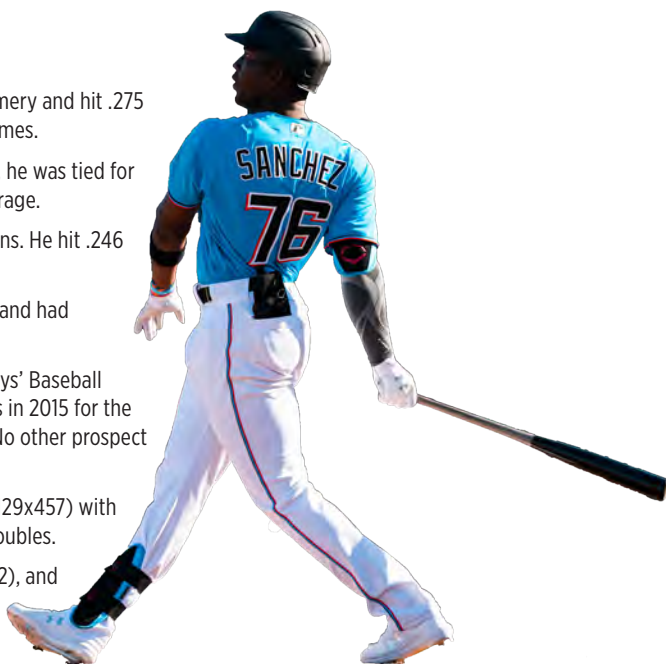 mery and hit .275
mes.
he was tied for
rage.
ns. He hit .246
and had
ys’ Baseball
s in 2015 for the
No other prospect
29x457) with
oubles.
2), and
SANCHEZ
76